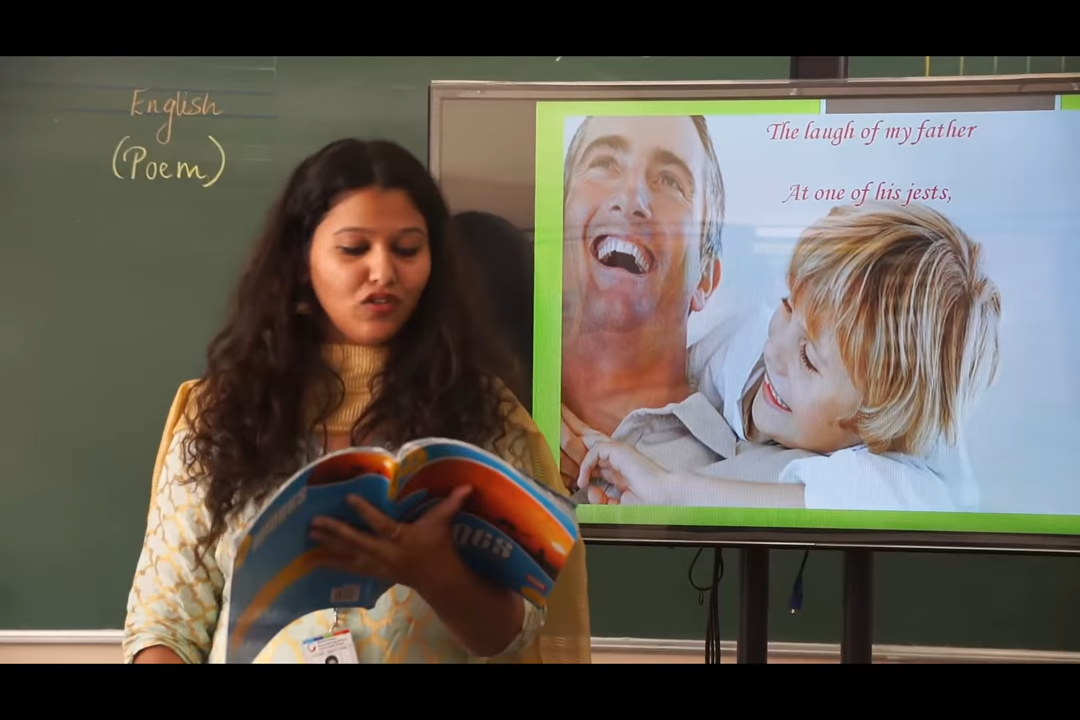 English
(Poem)
The laugh of my father
At one of his jests,